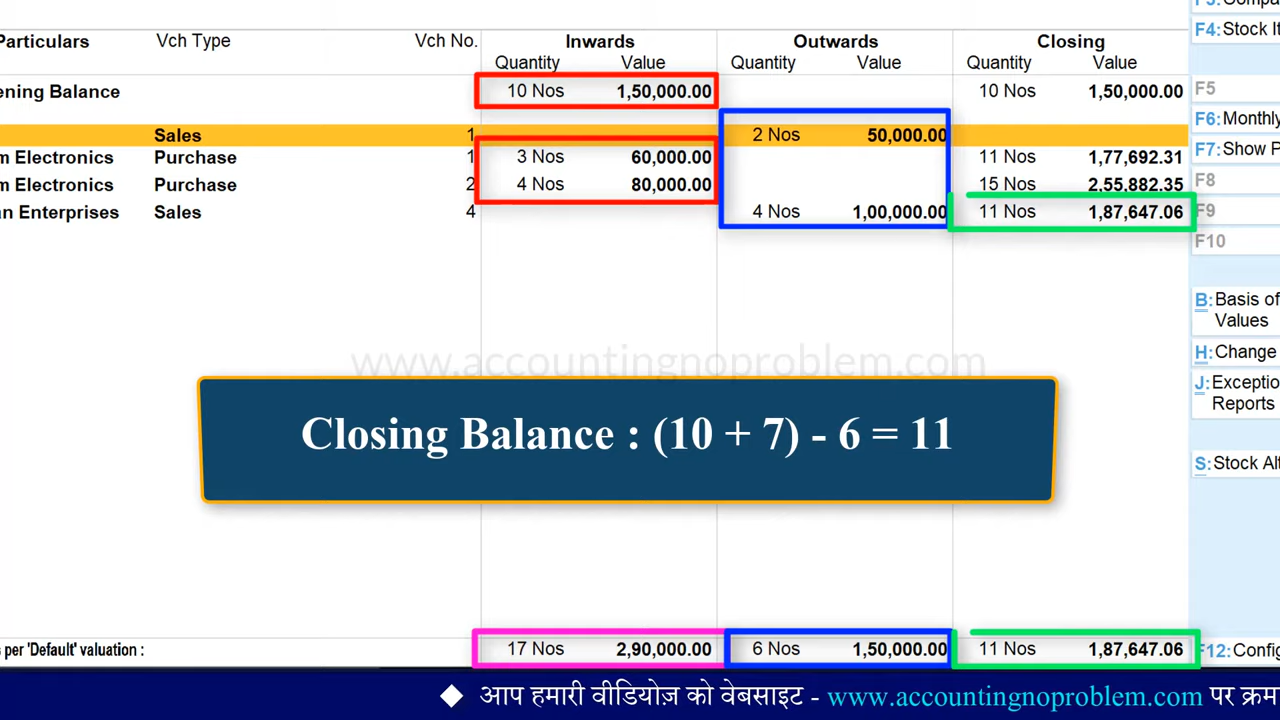 F4: Stock It
Particulars Vch Type Vch No. Inwards Outwards Closing
Quantity Value Quantity Value Quantity Value
ening Balance 10 Nos 1,50,000.00 10 Nos 1,50,000.00
F5
Sales 1 2 Nos 50,000.00
F6: Monthly
m Electronics Purchase 1 3 Nos 60,000.00 11 Nos 1,77,692.31
F7: Show P
m Electronics Purchase 2 4 Nos 80,000.00 15 Nos 2,55,882.35
F8
an Enterprises Sales 4 4 Nos 1,00,000.00 11 Nos 1,87,647.06
F9
F10
B: Basis of
Values
H: Change
J: Exceptio
Reports
www.accountingnoproblem.com
Closing Balance : (10 + 7) - 6 = 11
S: Stock Alt
s per 'Default' valuation : 17 Nos 2,90,000.00 6 Nos 1,50,000.00 11 Nos 1,87,647.06
F12: Config
◆ आप हमारी वीडियोज़ को वेबसाइट - www.accountingnoproblem.com पर क्रम